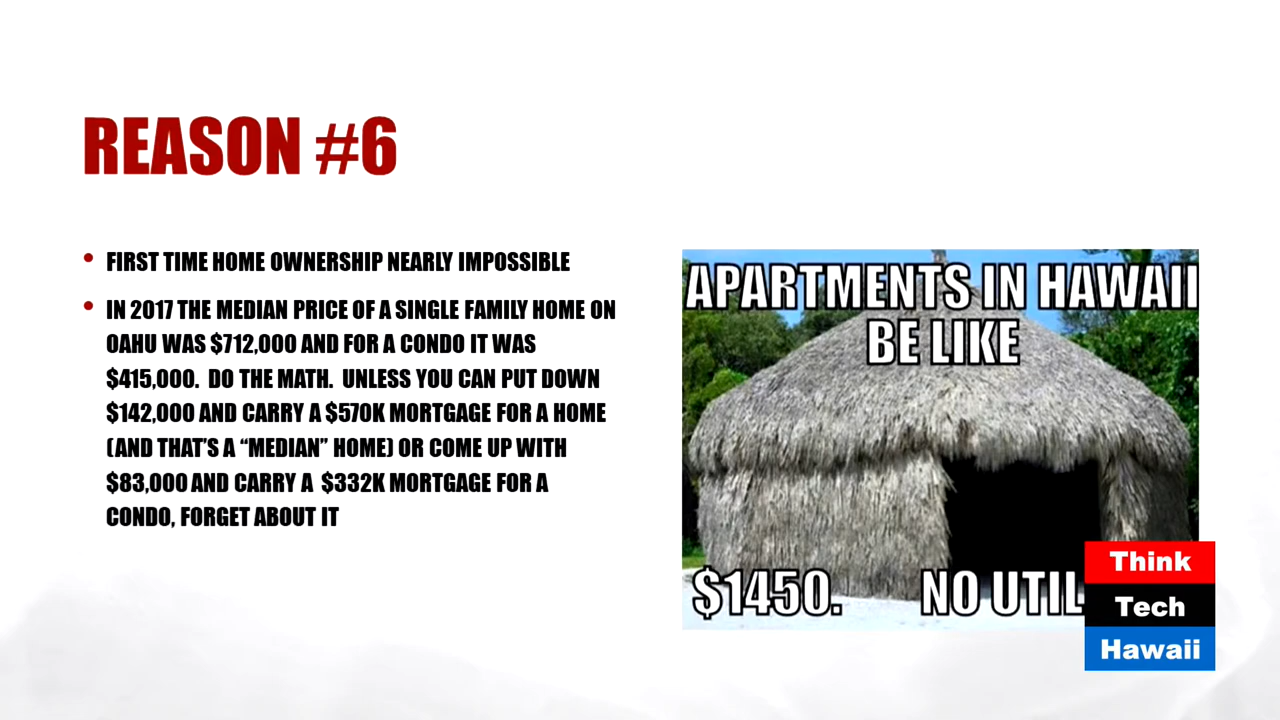 REASON #6
• FIRST TIME HOME OWNERSHIP NEARLY IMPOSSIBLE
• IN 2017 THE MEDIAN PRICE OF A SINGLE FAMILY HOME ON
OAHU WAS $712,000 AND FOR A CONDO IT WAS
$415,000. DO THE MATH. UNLESS YOU CAN PUT DOWN
$142,000 AND CARRY A $570K MORTGAGE FOR A HOME
(AND THAT'S A “MEDIAN” HOME) OR COME UP WITH
$83,000 AND CARRY A $332K MORTGAGE FOR A
CONDO, FORGET ABOUT IT
APARTMENTS IN HAWAII
BE LIKE
$1450. NO UTIL
Think
Tech
Hawaii